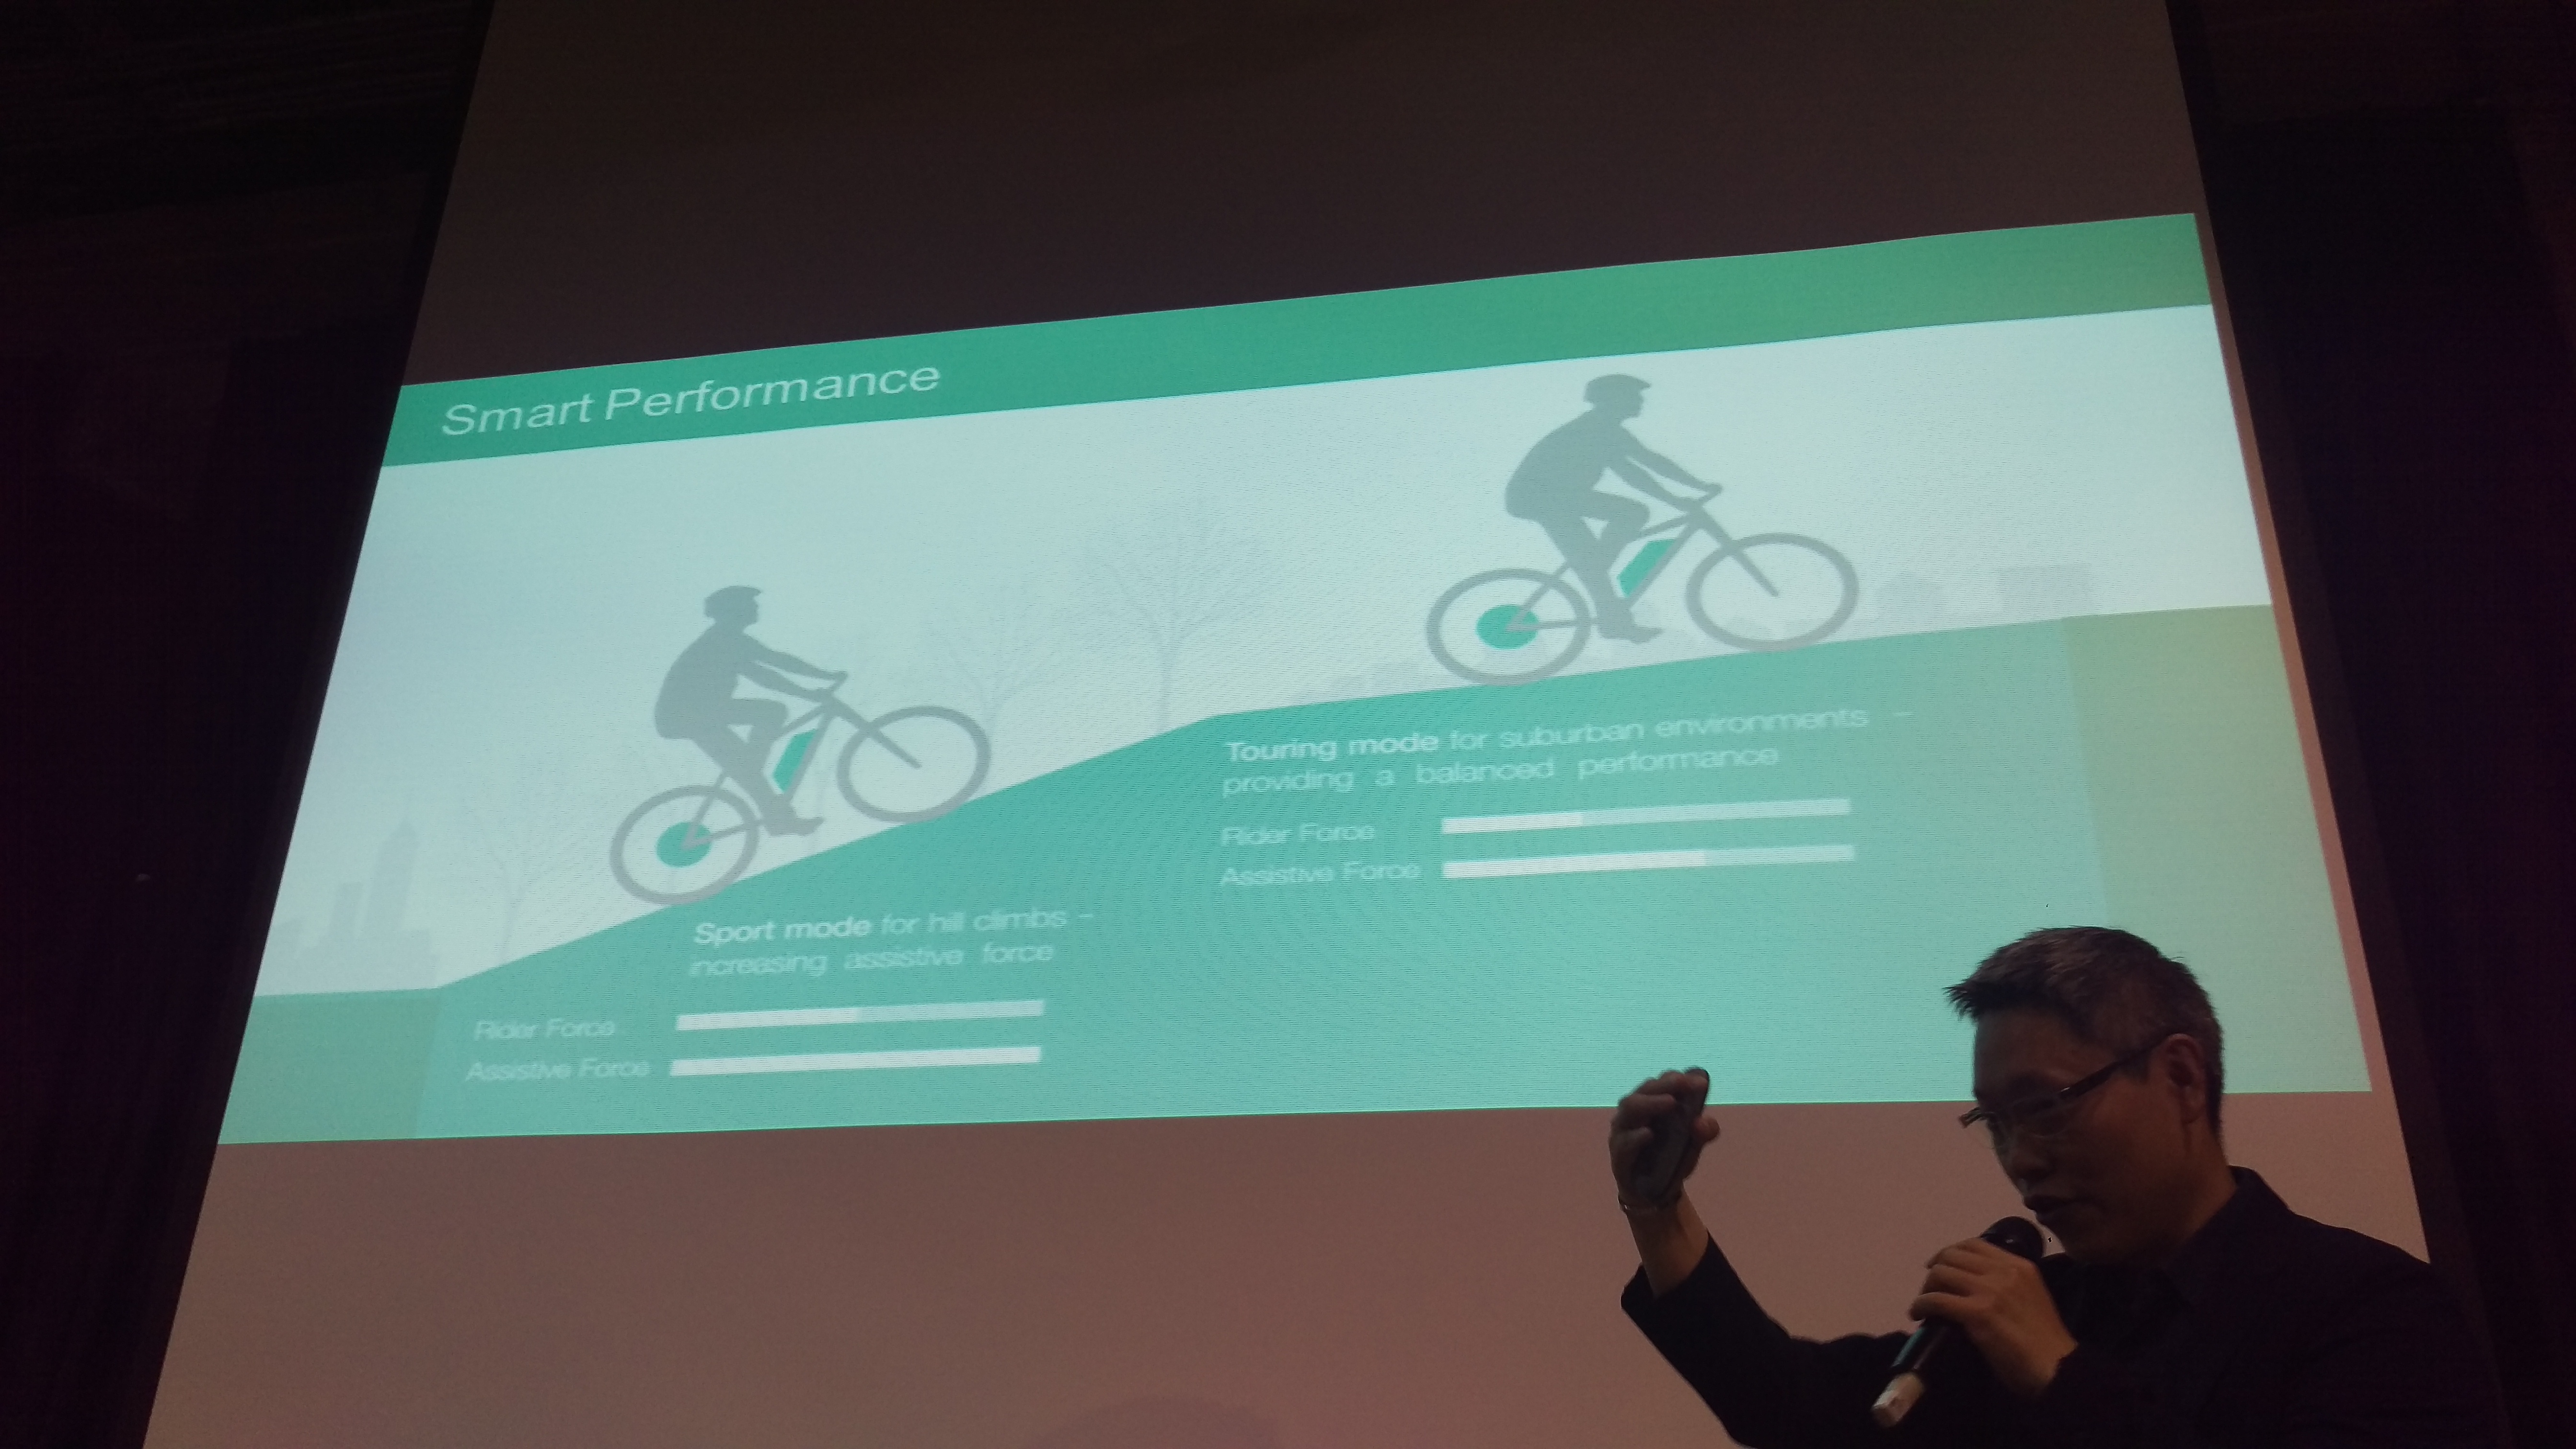 Smart Performance
Touring mode for suburban environments –
providing a balanced performance
Rider Force
Assistive Force
Sport mode for hill climbs –
increasing assistive force
Rider Force
Assistive Force